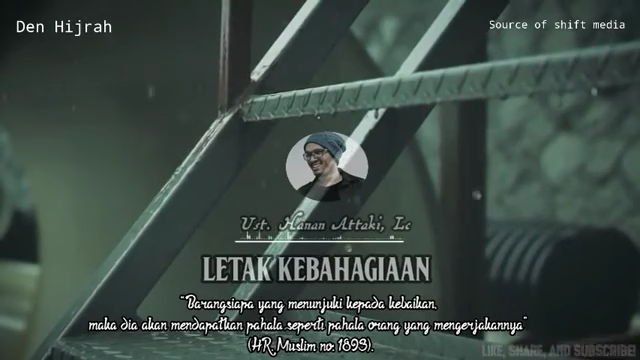 Den Hijrah
Source of shift media
Ust. Hanan Attaki, Lc
LETAK KEBAHAGIAAN
"Barangsiapa yang menunjuki kepada kebaikan,
maka dia akan mendapatkan pahala seperti pahala orang yang mengerjakannya"
(HR. Muslim no: 1893).
LIKE, SHARE, AND SUBSCRIBE!